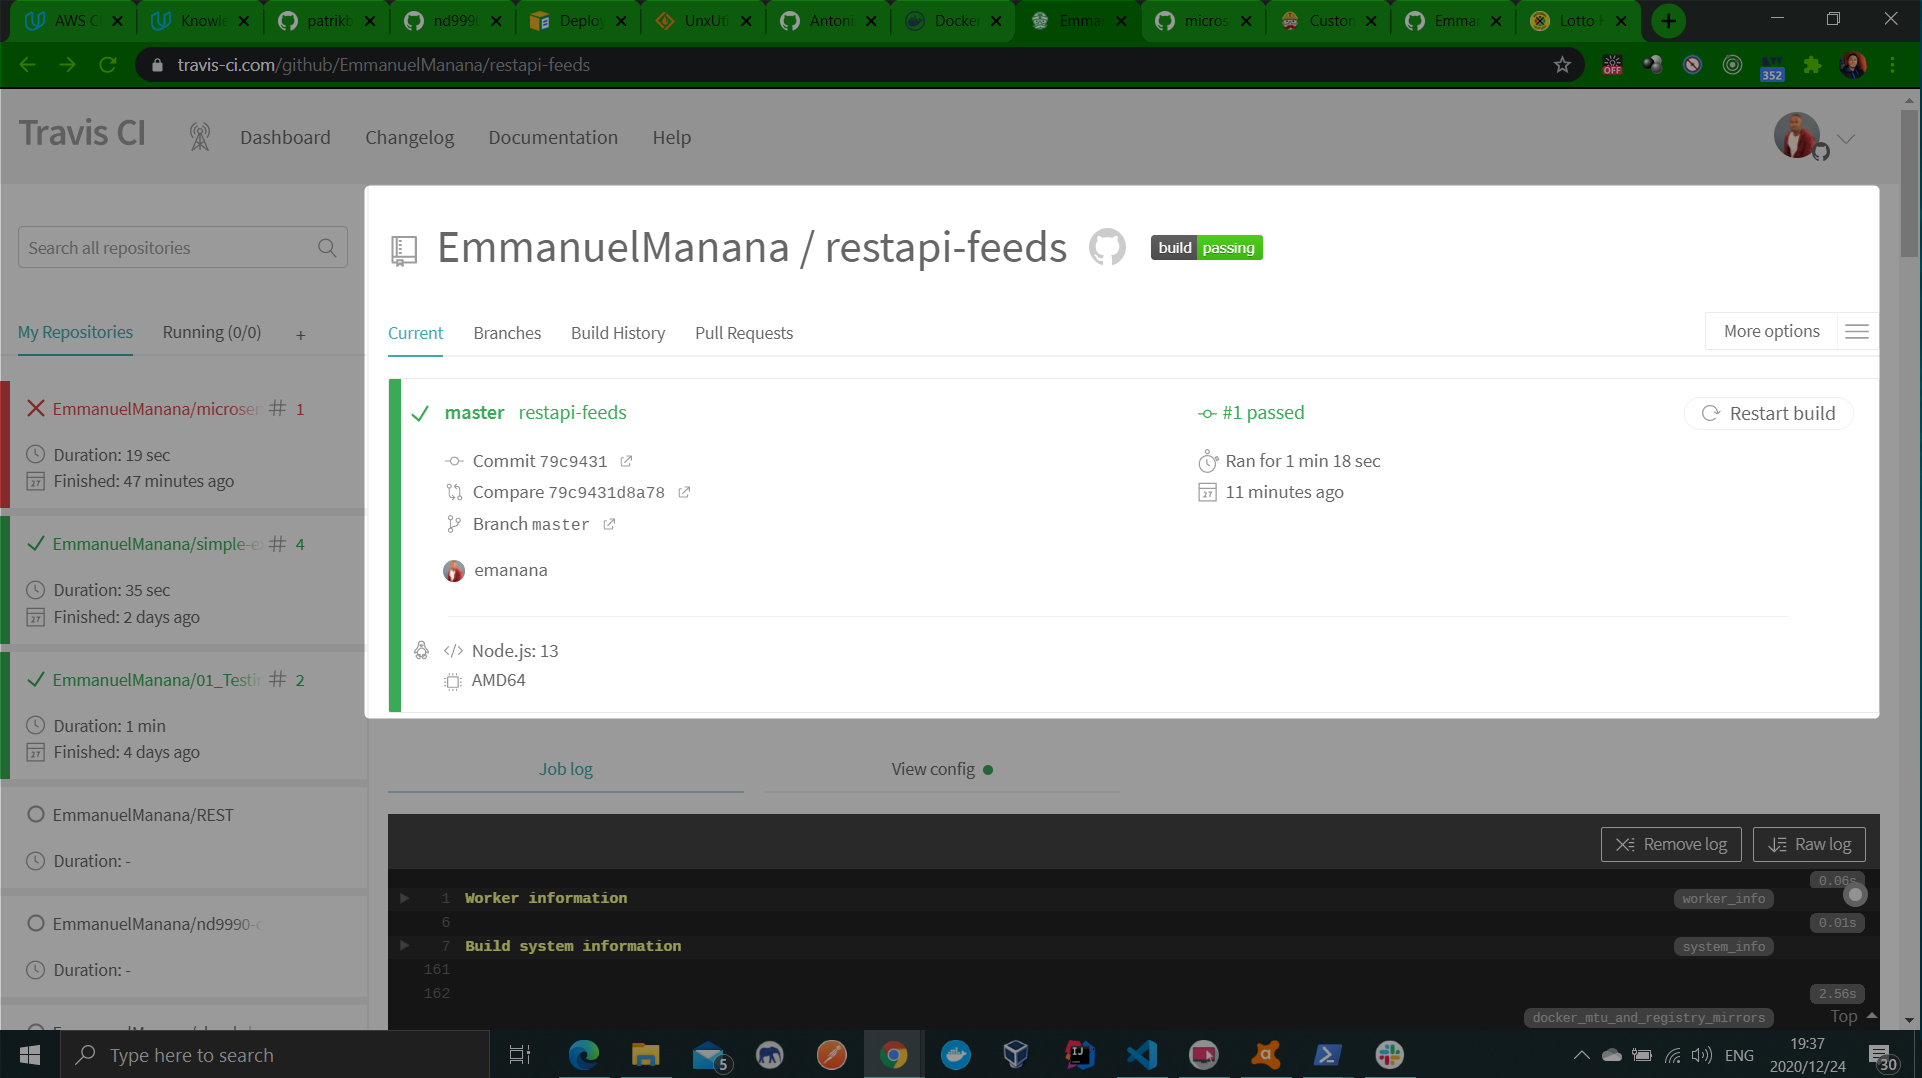 AWS C Knowle patrikb nd999 Deploy UnxUti Antoni Docker Emman micros Custon Emman Lotto
travis-ci.com/github/EmmanuelManana/restapi-feeds
OFF
352
Travis CI Dashboard Changelog Documentation Help
Search all repositories
EmmanuelManana / restapi-feeds build passing
My Repositories Running (0/0) +
Current Branches Build History Pull Requests More options
EmmanuelManana/microser # 1
Duration: 19 sec
Finished: 47 minutes ago
master restapi-feeds #1 passed Restart build
Commit 79c9431 Ran for 1 min 18 sec
Compare 79c9431d8a78 11 minutes ago
Branch master
emanana
EmmanuelManana/simple-e # 4
Duration: 35 sec
Finished: 2 days ago
Node.js: 13
AMD64
EmmanuelManana/01_Testin # 2
Duration: 1 min
Finished: 4 days ago
Job log View config
EmmanuelManana/REST
Duration: -
Remove log Raw log
0.06s
1 Worker information worker_info
6 0.01s
7 Build system information system_info
161
162 2.56s
docker_mtu_and_registry_mirrors
Top
EmmanuelManana/nd9990-c
Duration: -
Type here to search
5
ENG
19:37
2020/12/24
30